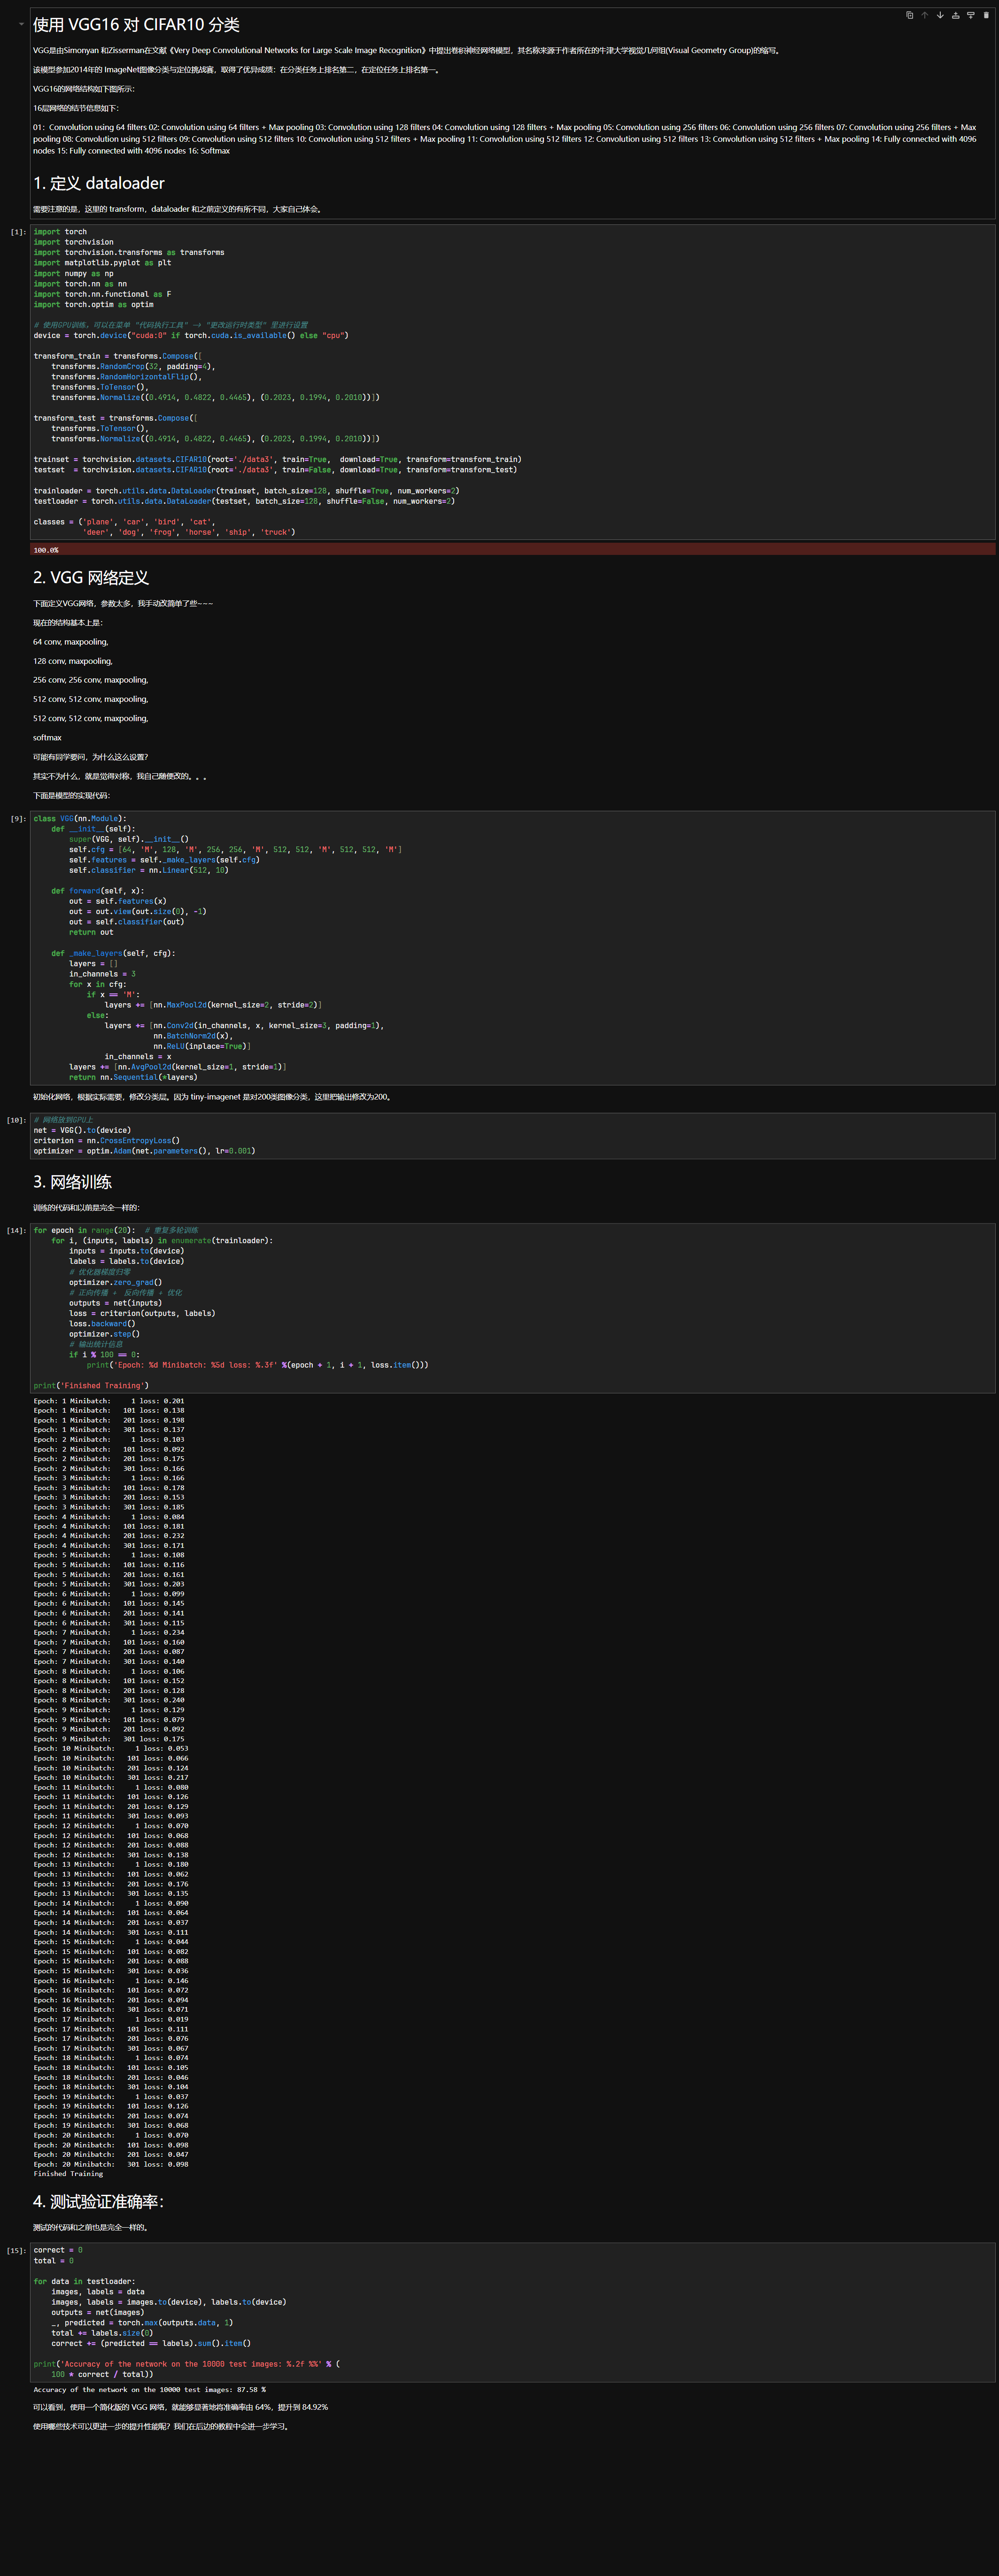 使用 VGG16 对 CIFAR10 分类
VGG是由Simonyan 和Zisserman在文献《Very Deep Convolutional Networks for Large Scale Image Recognition》中提出卷积神经网络模型，其名称来源于作者所在的牛津大学视觉几何组(Visual Geometry Group)的缩写。
该模型参加2014年的 ImageNet图像分类与定位挑战赛，取得了优异成绩：在分类任务上排名第二，在定位任务上排名第一。
VGG16的网络结构如下图所示：
16层网络的结节信息如下：
01：Convolution using 64 filters 02: Convolution using 64 filters + Max pooling 03: Convolution using 128 filters 04: Convolution using 128 filters + Max pooling 05: Convolution using 256 filters 06: Convolution using 256 filters 07: Convolution using 256 filters + Max
pooling 08: Convolution using 512 filters 09: Convolution using 512 filters 10: Convolution using 512 filters + Max pooling 11: Convolution using 512 filters 12: Convolution using 512 filters 13: Convolution using 512 filters + Max pooling 14: Fully connected with 4096
nodes 15: Fully connected with 4096 nodes 16: Softmax
1. 定义 dataloader
需要注意的是，这里的 transform，dataloader 和之前定义的有所不同，大家自己体会。
[1]:
import torch
import torchvision
import torchvision.transforms as transforms
import matplotlib.pyplot as plt
import numpy as np
import torch.nn as nn
import torch.nn.functional as F
import torch.optim as optim
# 使用GPU训练，可以在菜单 "代码执行工具" -> "更改运行时类型" 里进行设置
device = torch.device("cuda:0" if torch.cuda.is_available() else "cpu")
transform_train = transforms.Compose([
    transforms.RandomCrop(32, padding=4),
    transforms.RandomHorizontalFlip(),
    transforms.ToTensor(),
    transforms.Normalize((0.4914, 0.4822, 0.4465), (0.2023, 0.1994, 0.2010))])
transform_test = transforms.Compose([
    transforms.ToTensor(),
    transforms.Normalize((0.4914, 0.4822, 0.4465), (0.2023, 0.1994, 0.2010))])
trainset = torchvision.datasets.CIFAR10(root='./data3', train=True,  download=True, transform=transform_train)
testset  = torchvision.datasets.CIFAR10(root='./data3', train=False, download=True, transform=transform_test)
trainloader = torch.utils.data.DataLoader(trainset, batch_size=128, shuffle=True, num_workers=2)
testloader = torch.utils.data.DataLoader(testset, batch_size=128, shuffle=False, num_workers=2)
classes = ('plane', 'car', 'bird', 'cat',
           'deer', 'dog', 'frog', 'horse', 'ship', 'truck')
100.0%
2. VGG 网络定义
下面定义VGG网络，参数太多，我手动改简单了些~~~
现在的结构基本上是：
64 conv, maxpooling,
128 conv, maxpooling,
256 conv, 256 conv, maxpooling,
512 conv, 512 conv, maxpooling,
512 conv, 512 conv, maxpooling,
softmax
可能有同学要问，为什么这么设置？
其实不为什么，就是觉得对称，我自己随便改的。。。
下面是模型的实现代码：
[9]:
class VGG(nn.Module):
    def __init__(self):
        super(VGG, self).__init__()
        self.cfg = [64, 'M', 128, 'M', 256, 256, 'M', 512, 512, 'M', 512, 512, 'M']
        self.features = self._make_layers(self.cfg)
        self.classifier = nn.Linear(512, 10)
    def forward(self, x):
        out = self.features(x)
        out = out.view(out.size(0), -1)
        out = self.classifier(out)
        return out
    def _make_layers(self, cfg):
        layers = []
        in_channels = 3
        for x in cfg:
            if x == 'M':
                layers += [nn.MaxPool2d(kernel_size=2, stride=2)]
            else:
                layers += [nn.Conv2d(in_channels, x, kernel_size=3, padding=1),
                           nn.BatchNorm2d(x),
                           nn.ReLU(inplace=True)]
                in_channels = x
        layers += [nn.AvgPool2d(kernel_size=1, stride=1)]
        return nn.Sequential(*layers)
初始化网络，根据实际需要，修改分类层。因为 tiny-imagenet 是对200类图像分类，这里把输出修改为200。
[10]:
# 网络放到GPU上
net = VGG().to(device)
criterion = nn.CrossEntropyLoss()
optimizer = optim.Adam(net.parameters(), lr=0.001)
3. 网络训练
训练的代码和以前是完全一样的：
[14]:
for epoch in range(20):  # 重复多轮训练
    for i, (inputs, labels) in enumerate(trainloader):
        inputs = inputs.to(device)
        labels = labels.to(device)
        # 优化器梯度归零
        optimizer.zero_grad()
        # 正向传播 +　反向传播 + 优化
        outputs = net(inputs)
        loss = criterion(outputs, labels)
        loss.backward()
        optimizer.step()
        # 输出统计信息
        if i % 100 == 0:
            print('Epoch: %d Minibatch: %5d loss: %.3f' %(epoch + 1, i + 1, loss.item()))
print('Finished Training')
Epoch: 1 Minibatch:     1 loss: 0.201
Epoch: 1 Minibatch:   101 loss: 0.138
Epoch: 1 Minibatch:   201 loss: 0.198
Epoch: 1 Minibatch:   301 loss: 0.137
Epoch: 2 Minibatch:     1 loss: 0.103
Epoch: 2 Minibatch:   101 loss: 0.092
Epoch: 2 Minibatch:   201 loss: 0.175
Epoch: 2 Minibatch:   301 loss: 0.166
Epoch: 3 Minibatch:     1 loss: 0.166
Epoch: 3 Minibatch:   101 loss: 0.178
Epoch: 3 Minibatch:   201 loss: 0.153
Epoch: 3 Minibatch:   301 loss: 0.185
Epoch: 4 Minibatch:     1 loss: 0.084
Epoch: 4 Minibatch:   101 loss: 0.181
Epoch: 4 Minibatch:   201 loss: 0.232
Epoch: 4 Minibatch:   301 loss: 0.171
Epoch: 5 Minibatch:     1 loss: 0.108
Epoch: 5 Minibatch:   101 loss: 0.116
Epoch: 5 Minibatch:   201 loss: 0.161
Epoch: 5 Minibatch:   301 loss: 0.203
Epoch: 6 Minibatch:     1 loss: 0.099
Epoch: 6 Minibatch:   101 loss: 0.145
Epoch: 6 Minibatch:   201 loss: 0.141
Epoch: 6 Minibatch:   301 loss: 0.115
Epoch: 7 Minibatch:     1 loss: 0.234
Epoch: 7 Minibatch:   101 loss: 0.160
Epoch: 7 Minibatch:   201 loss: 0.087
Epoch: 7 Minibatch:   301 loss: 0.140
Epoch: 8 Minibatch:     1 loss: 0.106
Epoch: 8 Minibatch:   101 loss: 0.152
Epoch: 8 Minibatch:   201 loss: 0.128
Epoch: 8 Minibatch:   301 loss: 0.240
Epoch: 9 Minibatch:     1 loss: 0.129
Epoch: 9 Minibatch:   101 loss: 0.079
Epoch: 9 Minibatch:   201 loss: 0.092
Epoch: 9 Minibatch:   301 loss: 0.175
Epoch: 10 Minibatch:     1 loss: 0.053
Epoch: 10 Minibatch:   101 loss: 0.066
Epoch: 10 Minibatch:   201 loss: 0.124
Epoch: 10 Minibatch:   301 loss: 0.217
Epoch: 11 Minibatch:     1 loss: 0.080
Epoch: 11 Minibatch:   101 loss: 0.126
Epoch: 11 Minibatch:   201 loss: 0.129
Epoch: 11 Minibatch:   301 loss: 0.093
Epoch: 12 Minibatch:     1 loss: 0.070
Epoch: 12 Minibatch:   101 loss: 0.068
Epoch: 12 Minibatch:   201 loss: 0.088
Epoch: 12 Minibatch:   301 loss: 0.138
Epoch: 13 Minibatch:     1 loss: 0.180
Epoch: 13 Minibatch:   101 loss: 0.062
Epoch: 13 Minibatch:   201 loss: 0.176
Epoch: 13 Minibatch:   301 loss: 0.135
Epoch: 14 Minibatch:     1 loss: 0.090
Epoch: 14 Minibatch:   101 loss: 0.064
Epoch: 14 Minibatch:   201 loss: 0.037
Epoch: 14 Minibatch:   301 loss: 0.111
Epoch: 15 Minibatch:     1 loss: 0.044
Epoch: 15 Minibatch:   101 loss: 0.082
Epoch: 15 Minibatch:   201 loss: 0.088
Epoch: 15 Minibatch:   301 loss: 0.036
Epoch: 16 Minibatch:     1 loss: 0.146
Epoch: 16 Minibatch:   101 loss: 0.072
Epoch: 16 Minibatch:   201 loss: 0.094
Epoch: 16 Minibatch:   301 loss: 0.071
Epoch: 17 Minibatch:     1 loss: 0.019
Epoch: 17 Minibatch:   101 loss: 0.111
Epoch: 17 Minibatch:   201 loss: 0.076
Epoch: 17 Minibatch:   301 loss: 0.067
Epoch: 18 Minibatch:     1 loss: 0.074
Epoch: 18 Minibatch:   101 loss: 0.105
Epoch: 18 Minibatch:   201 loss: 0.046
Epoch: 18 Minibatch:   301 loss: 0.104
Epoch: 19 Minibatch:     1 loss: 0.037
Epoch: 19 Minibatch:   101 loss: 0.126
Epoch: 19 Minibatch:   201 loss: 0.074
Epoch: 19 Minibatch:   301 loss: 0.068
Epoch: 20 Minibatch:     1 loss: 0.070
Epoch: 20 Minibatch:   101 loss: 0.098
Epoch: 20 Minibatch:   201 loss: 0.047
Epoch: 20 Minibatch:   301 loss: 0.098
Finished Training
4. 测试验证准确率：
测试的代码和之前也是完全一样的。
[15]:
correct = 0
total = 0
for data in testloader:
    images, labels = data
    images, labels = images.to(device), labels.to(device)
    outputs = net(images)
    _, predicted = torch.max(outputs.data, 1)
    total += labels.size(0)
    correct += (predicted == labels).sum().item()
print('Accuracy of the network on the 10000 test images: %.2f %%' % (
    100 * correct / total))
Accuracy of the network on the 10000 test images: 87.58 %
可以看到，使用一个简化版的 VGG 网络，就能够显著地将准确率由 64%，提升到 84.92%
使用哪些技术可以更进一步的提升性能呢？我们在后边的教程中会进一步学习。